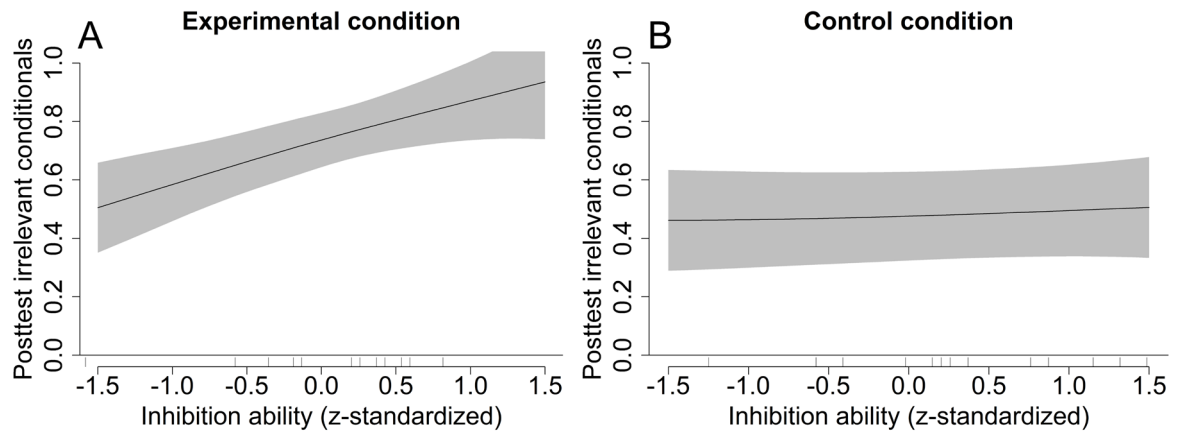 A
Experimental condition
Posttest irrelevant conditionals
1.0
0.8
0.6
0.4
0.2
0.0
-1.5 -1.0 -0.5 0.0 0.5 1.0 1.5
Inhibition ability (z-standardized)
B
Control condition
Posttest irrelevant conditionals
1.0
0.8
0.6
0.4
0.2
0.0
-1.5 -1.0 -0.5 0.0 0.5 1.0 1.5
Inhibition ability (z-standardized)